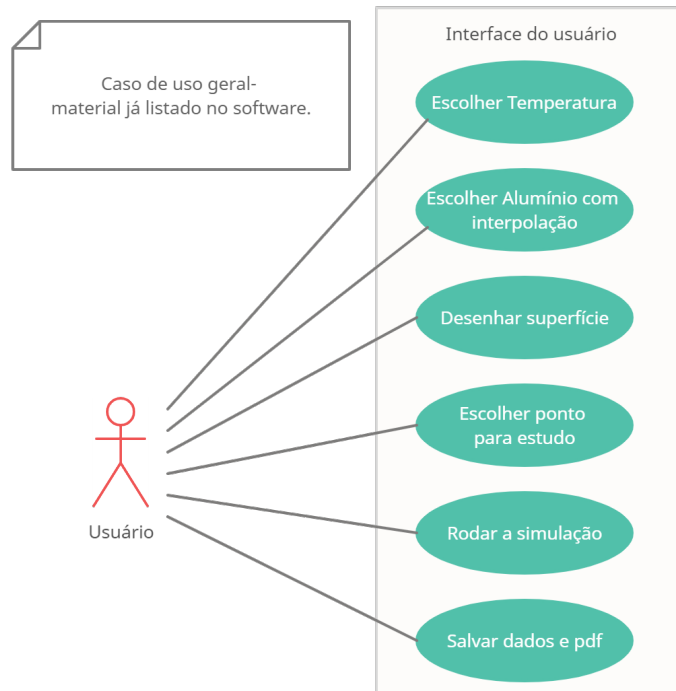 Caso de uso geral-
material já listado no software.
Interface do usuário
Escolher Temperatura
Escolher Alumínio com
interpolação
Desenhar superfície
Escolher ponto
para estudo
Rodar a simulação
Salvar dados e pdf
Usuário